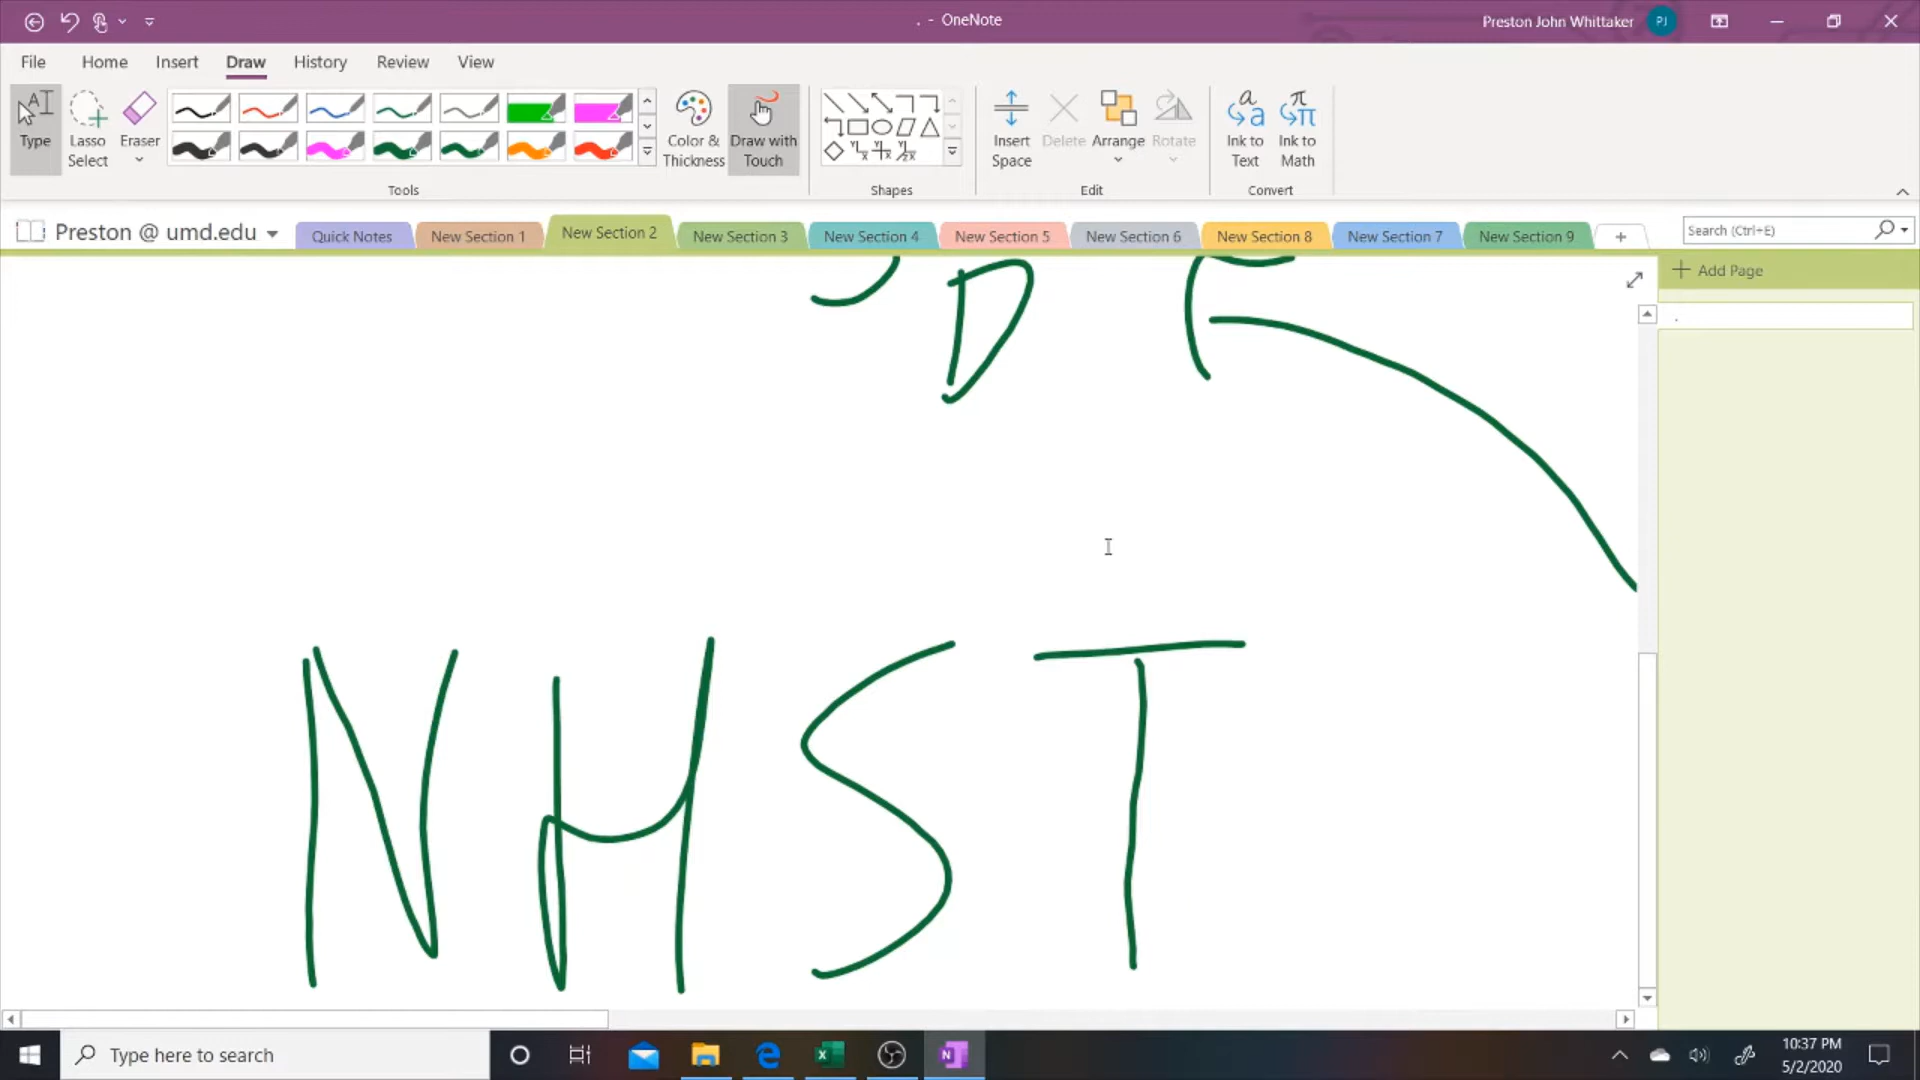 . - OneNote
Preston John Whittaker PJ
File Home Insert Draw History Review View
Type
Lasso Select
Eraser
Color & Thickness
Draw with Touch
Insert Space
Delete
Arrange
Rotate
Ink to Text
Ink to Math
Tools Shapes Edit Convert
Preston @ umd.edu
Quick Notes New Section 1 New Section 2 New Section 3 New Section 4 New Section 5 New Section 6 New Section 8 New Section 7 New Section 9 +
Search (Ctrl+E)
Add Page
.
D
NHST
Type here to search
10:37 PM
5/2/2020